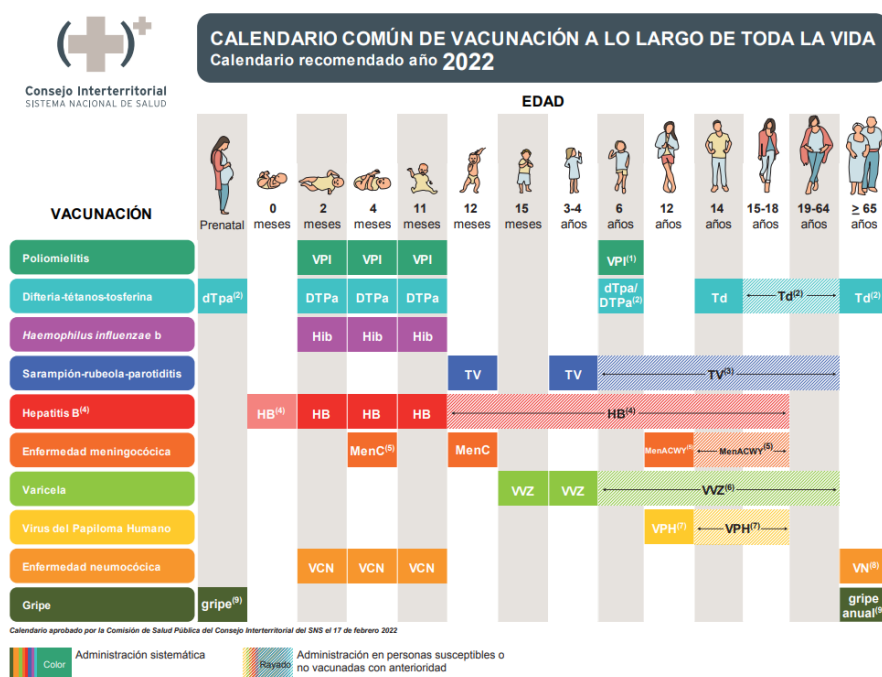 CALENDARIO COMÚN DE VACUNACIÓN A LO LARGO DE TODA LA VIDA
Calendario recomendado año 2022
Consejo Interterritorial
SISTEMA NACIONAL DE SALUD
EDAD
VACUNACIÓN
Prenatal
0 meses
2 meses
4 meses
11 meses
12 meses
15 meses
3-4 años
6 años
12 años
14 años
15-18 años
19-64 años
≥ 65 años
Poliomielitis
VPI VPI VPI VPI(1)
Difteria-tétanos-tosferina
dTpa(2) DTPa DTPa DTPa dTpa/ DTPa(2) Td Td(2) Td(2)
Haemophilus influenzae b
Hib Hib Hib
Sarampión-rubeola-parotiditis
TV TV TV(3)
Hepatitis B(4)
HB(4) HB HB HB HB(4)
Enfermedad meningocócica
MenC(5) MenC MenACWY(5) MenACWY(5)
Varicela
VVZ VVZ VVZ(6)
Virus del Papiloma Humano
VPH(7) VPH(7)
Enfermedad neumocócica
VCN VCN VCN VN(8)
Gripe
gripe(9) gripe anual(9)
Calendario aprobado por la Comisión de Salud Pública del Consejo Interterritorial del SNS el 17 de febrero 2022
Color
Administración sistemática
Rayado
Administración en personas susceptibles o
no vacunadas con anterioridad